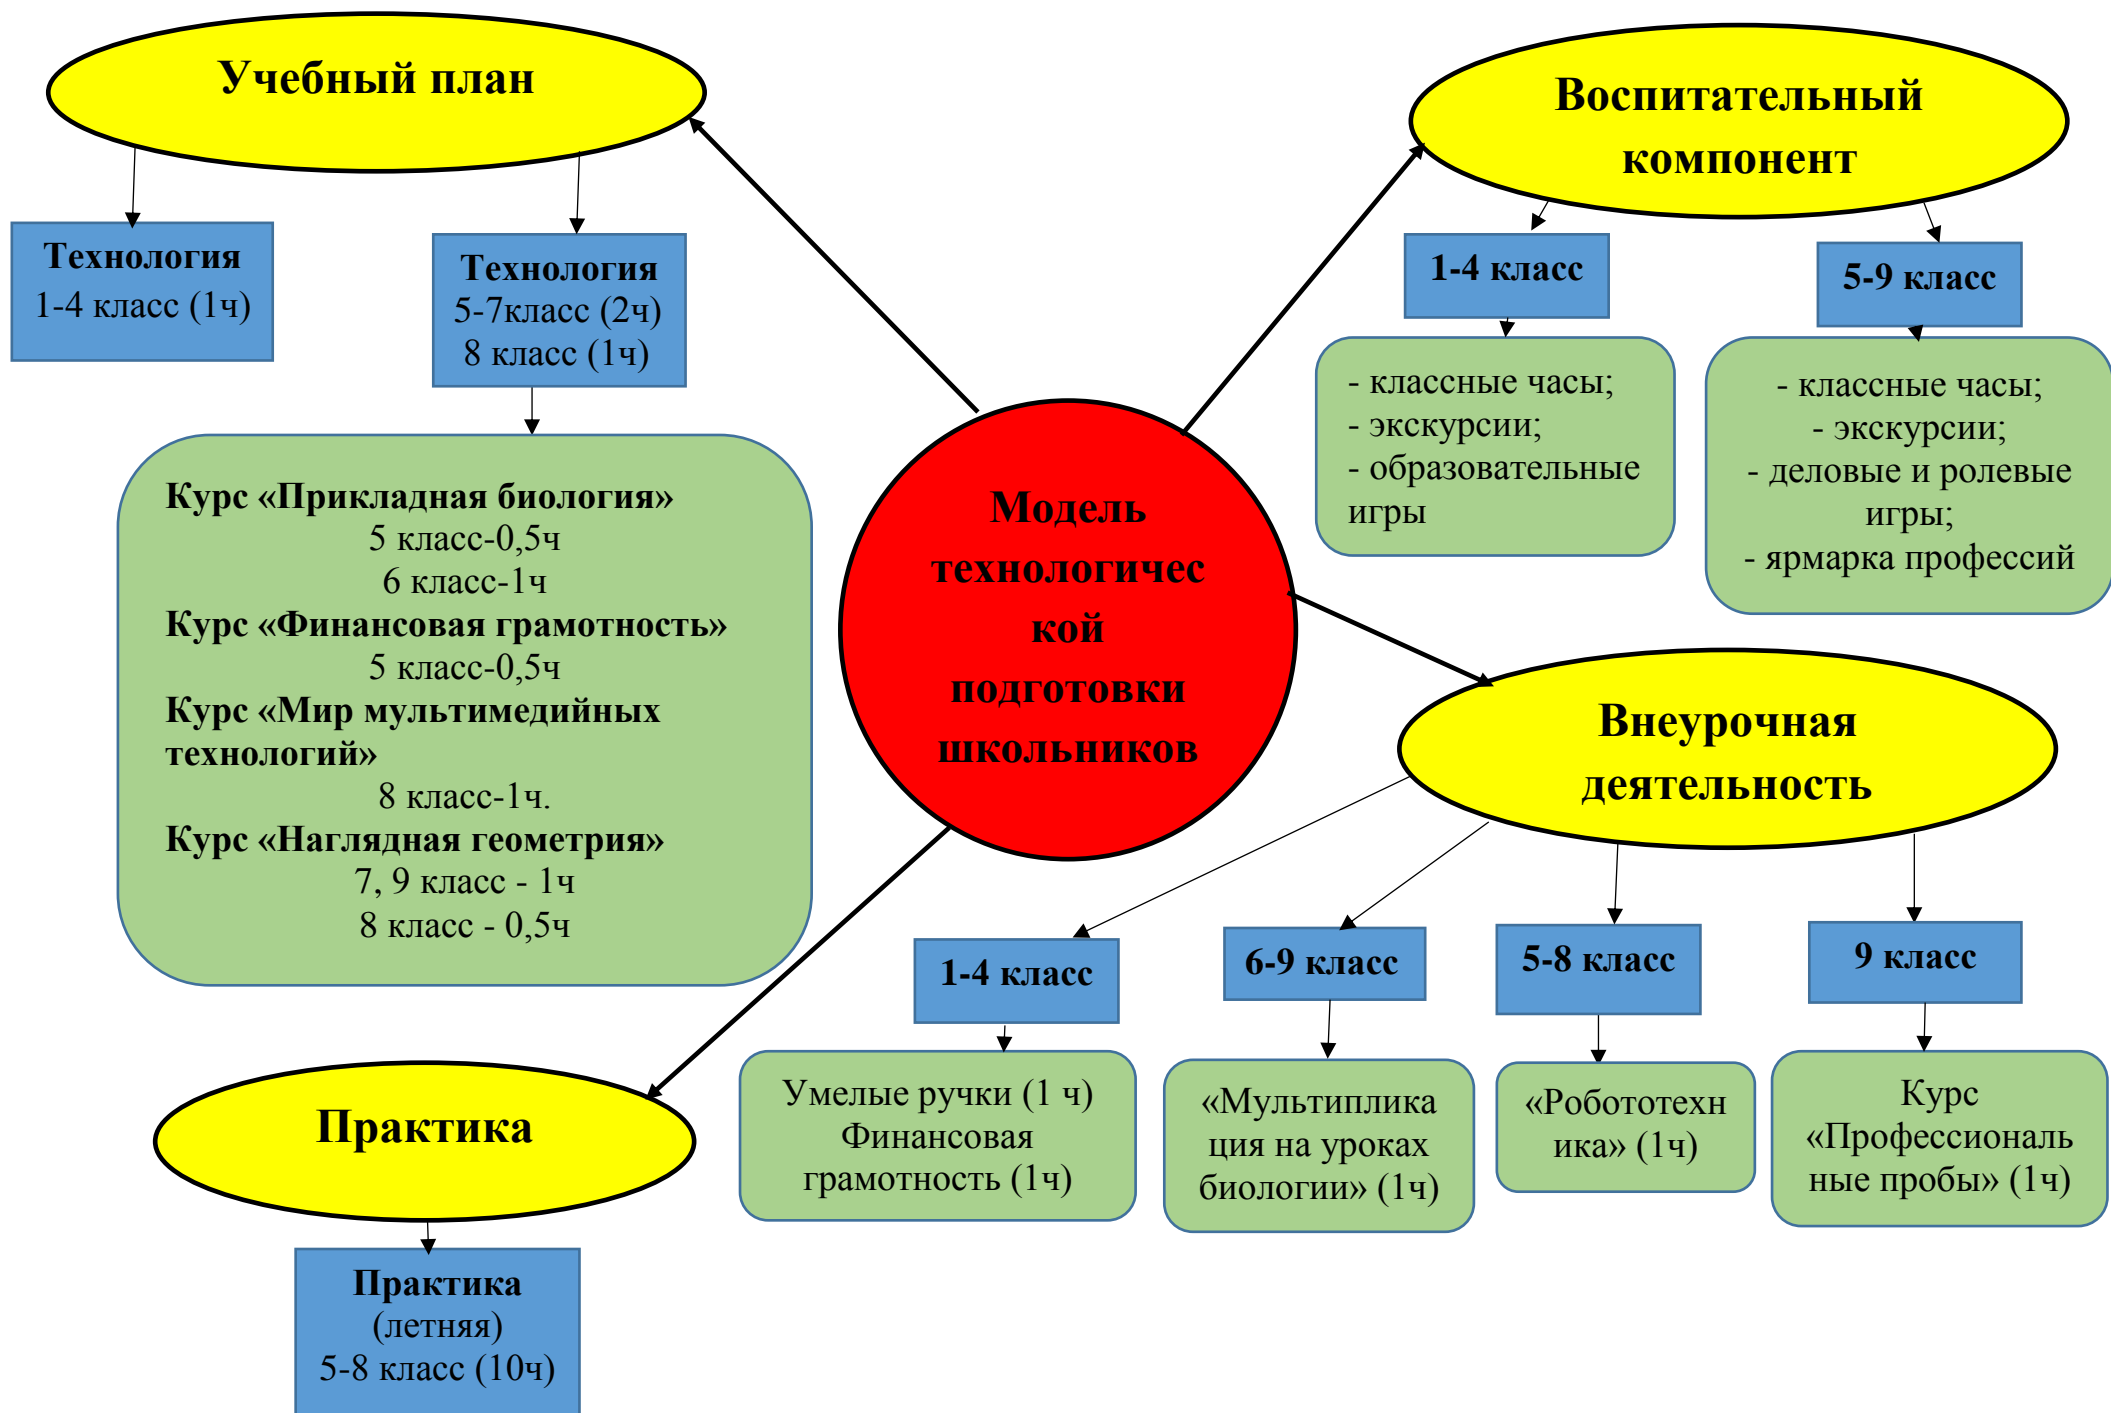 Учебный план
Воспитательный
компонент
Технология
1-4 класс (1ч)
Технология
5-7класс (2ч)
8 класс (1ч)
1-4 класс
5-9 класс
- классные часы;
- экскурсии;
- образовательные
игры
- классные часы;
- экскурсии;
- деловые и ролевые
игры;
- ярмарка профессий
Курс «Прикладная биология»
5 класс-0,5ч
6 класс-1ч
Курс «Финансовая грамотность»
5 класс-0,5ч
Курс «Мир мультимедийных
технологий»
8 класс-1ч.
Курс «Наглядная геометрия»
7, 9 класс - 1ч
8 класс - 0,5ч
Модель
технологичес
кой
подготовки
школьников
Внеурочная
деятельность
1-4 класс
6-9 класс
5-8 класс
9 класс
Умелые ручки (1 ч)
Финансовая
грамотность (1ч)
«Мультиплика
ция на уроках
биологии» (1ч)
«Робототехн
ика» (1ч)
Курс
«Профессиональ
ные пробы» (1ч)
Практика
Практика
(летняя)
5-8 класс (10ч)